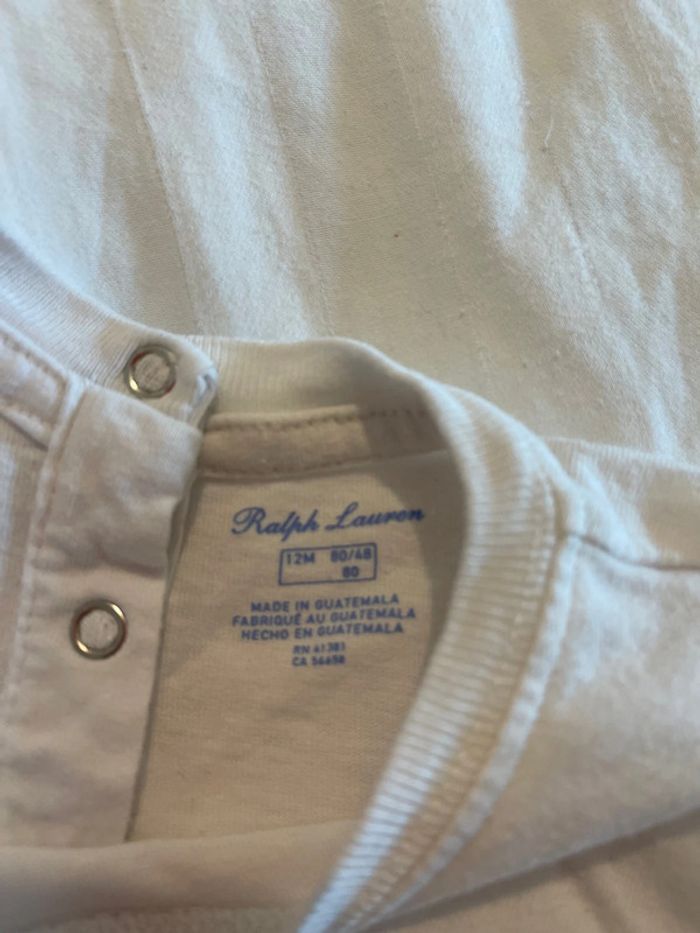 Ralph Lauren
12M 80/48
80
MADE IN GUATEMALA
FABRIQUÉ AU GUATEMALA
HECHO EN GUATEMALA
RN 41381
CA 56658